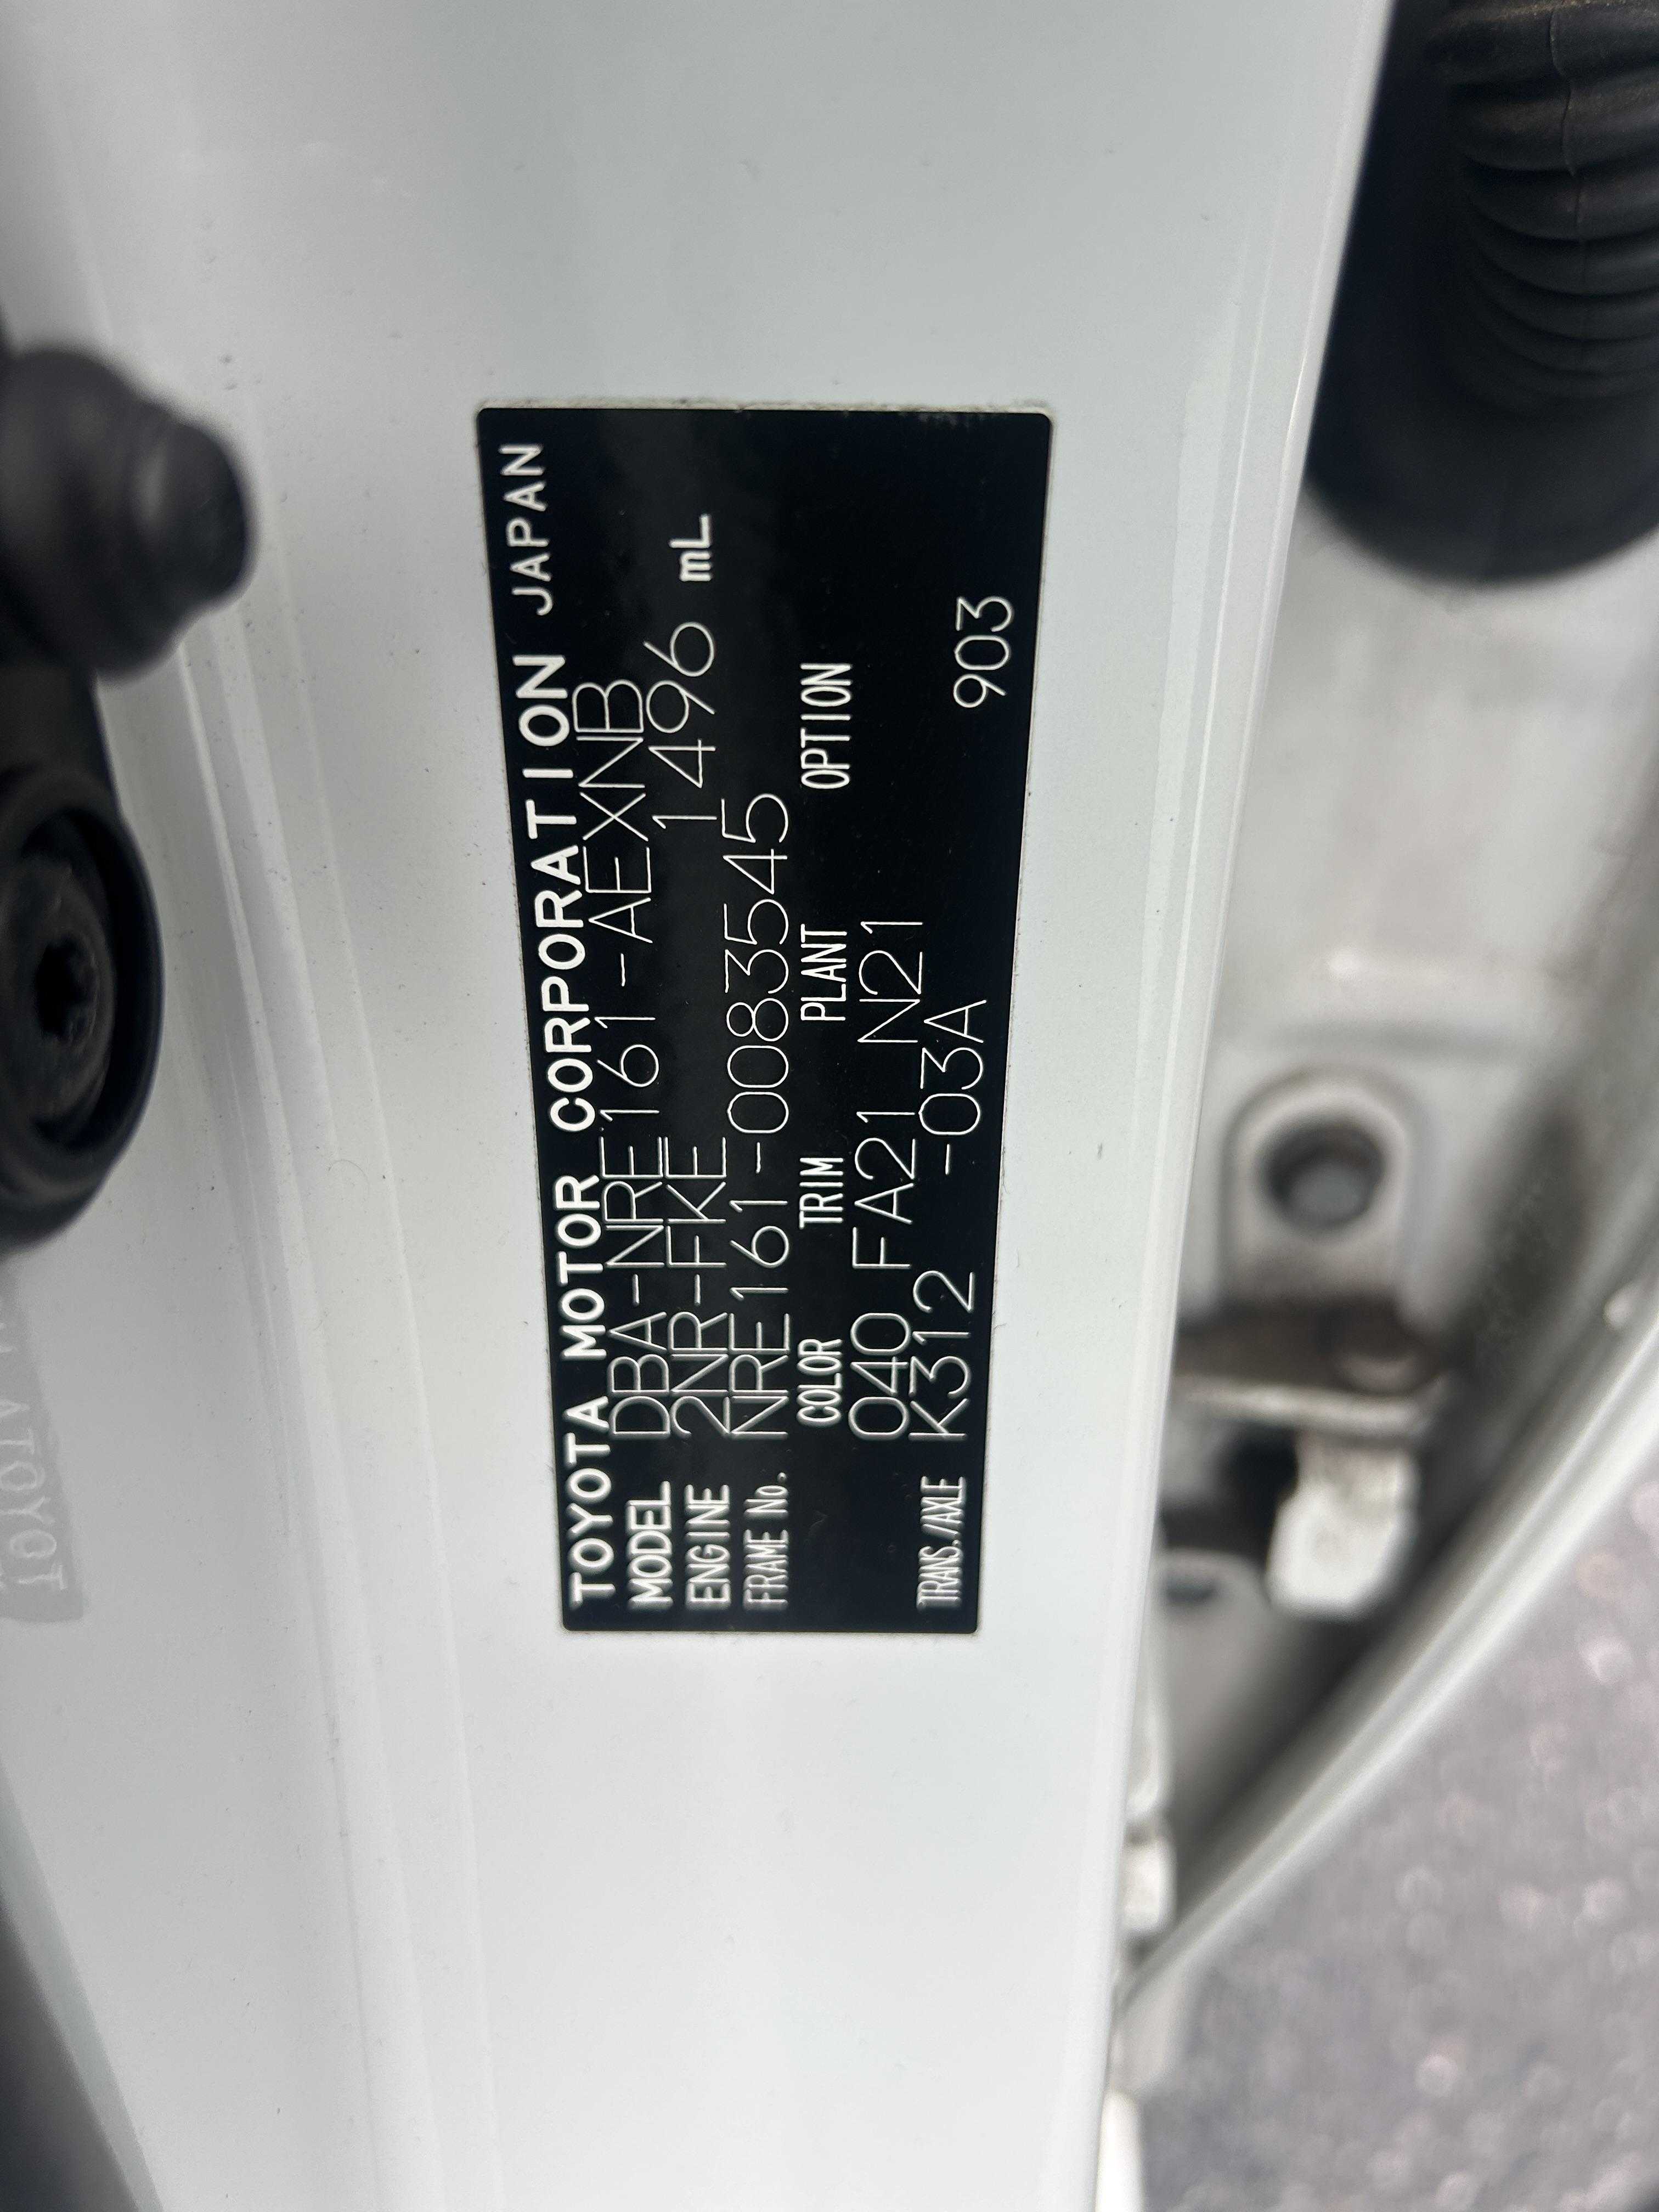 TOYOTA MOTOR CORPORATION JAPAN
MODEL DBA-NRE161-AEXNB
ENGINE 2NR-FKE 1496 mL
FRAME No. NRE161-0083545
COLOR TRIM PLANT OPTION
040 FA21 N21
TRANS./AXLE K312 -03A 903